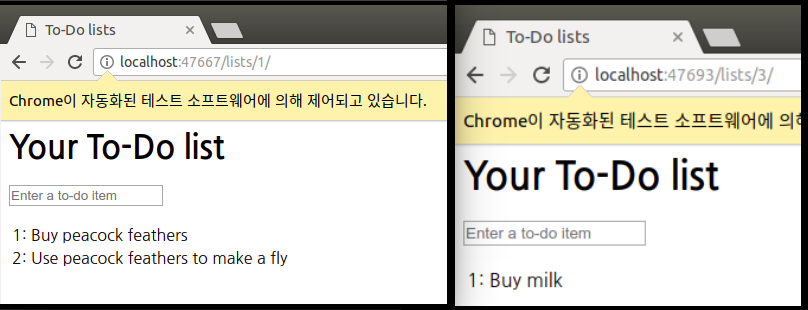 To-Do lists
localhost:47667/lists/1/
Chrome이 자동화된 테스트 소프트웨어에 의해 제어되고 있습니다.
Your To-Do list
Enter a to-do item
1: Buy peacock feathers
2: Use peacock feathers to make a fly
To-Do lists
localhost:47693/lists/3/
Chrome이 자동화된 테스트 소프트웨어에 의해
Your To-Do list
Enter a to-do item
1: Buy milk